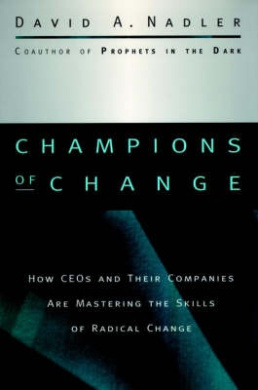 DAVID A. NADLER
COAUTHOR OF PROPHETS IN THE DARK
CHAMPIONS
OF CHANGE
HOW CEOS AND THEIR COMPANIES
ARE MASTERING THE SKILLS
OF RADICAL CHANGE